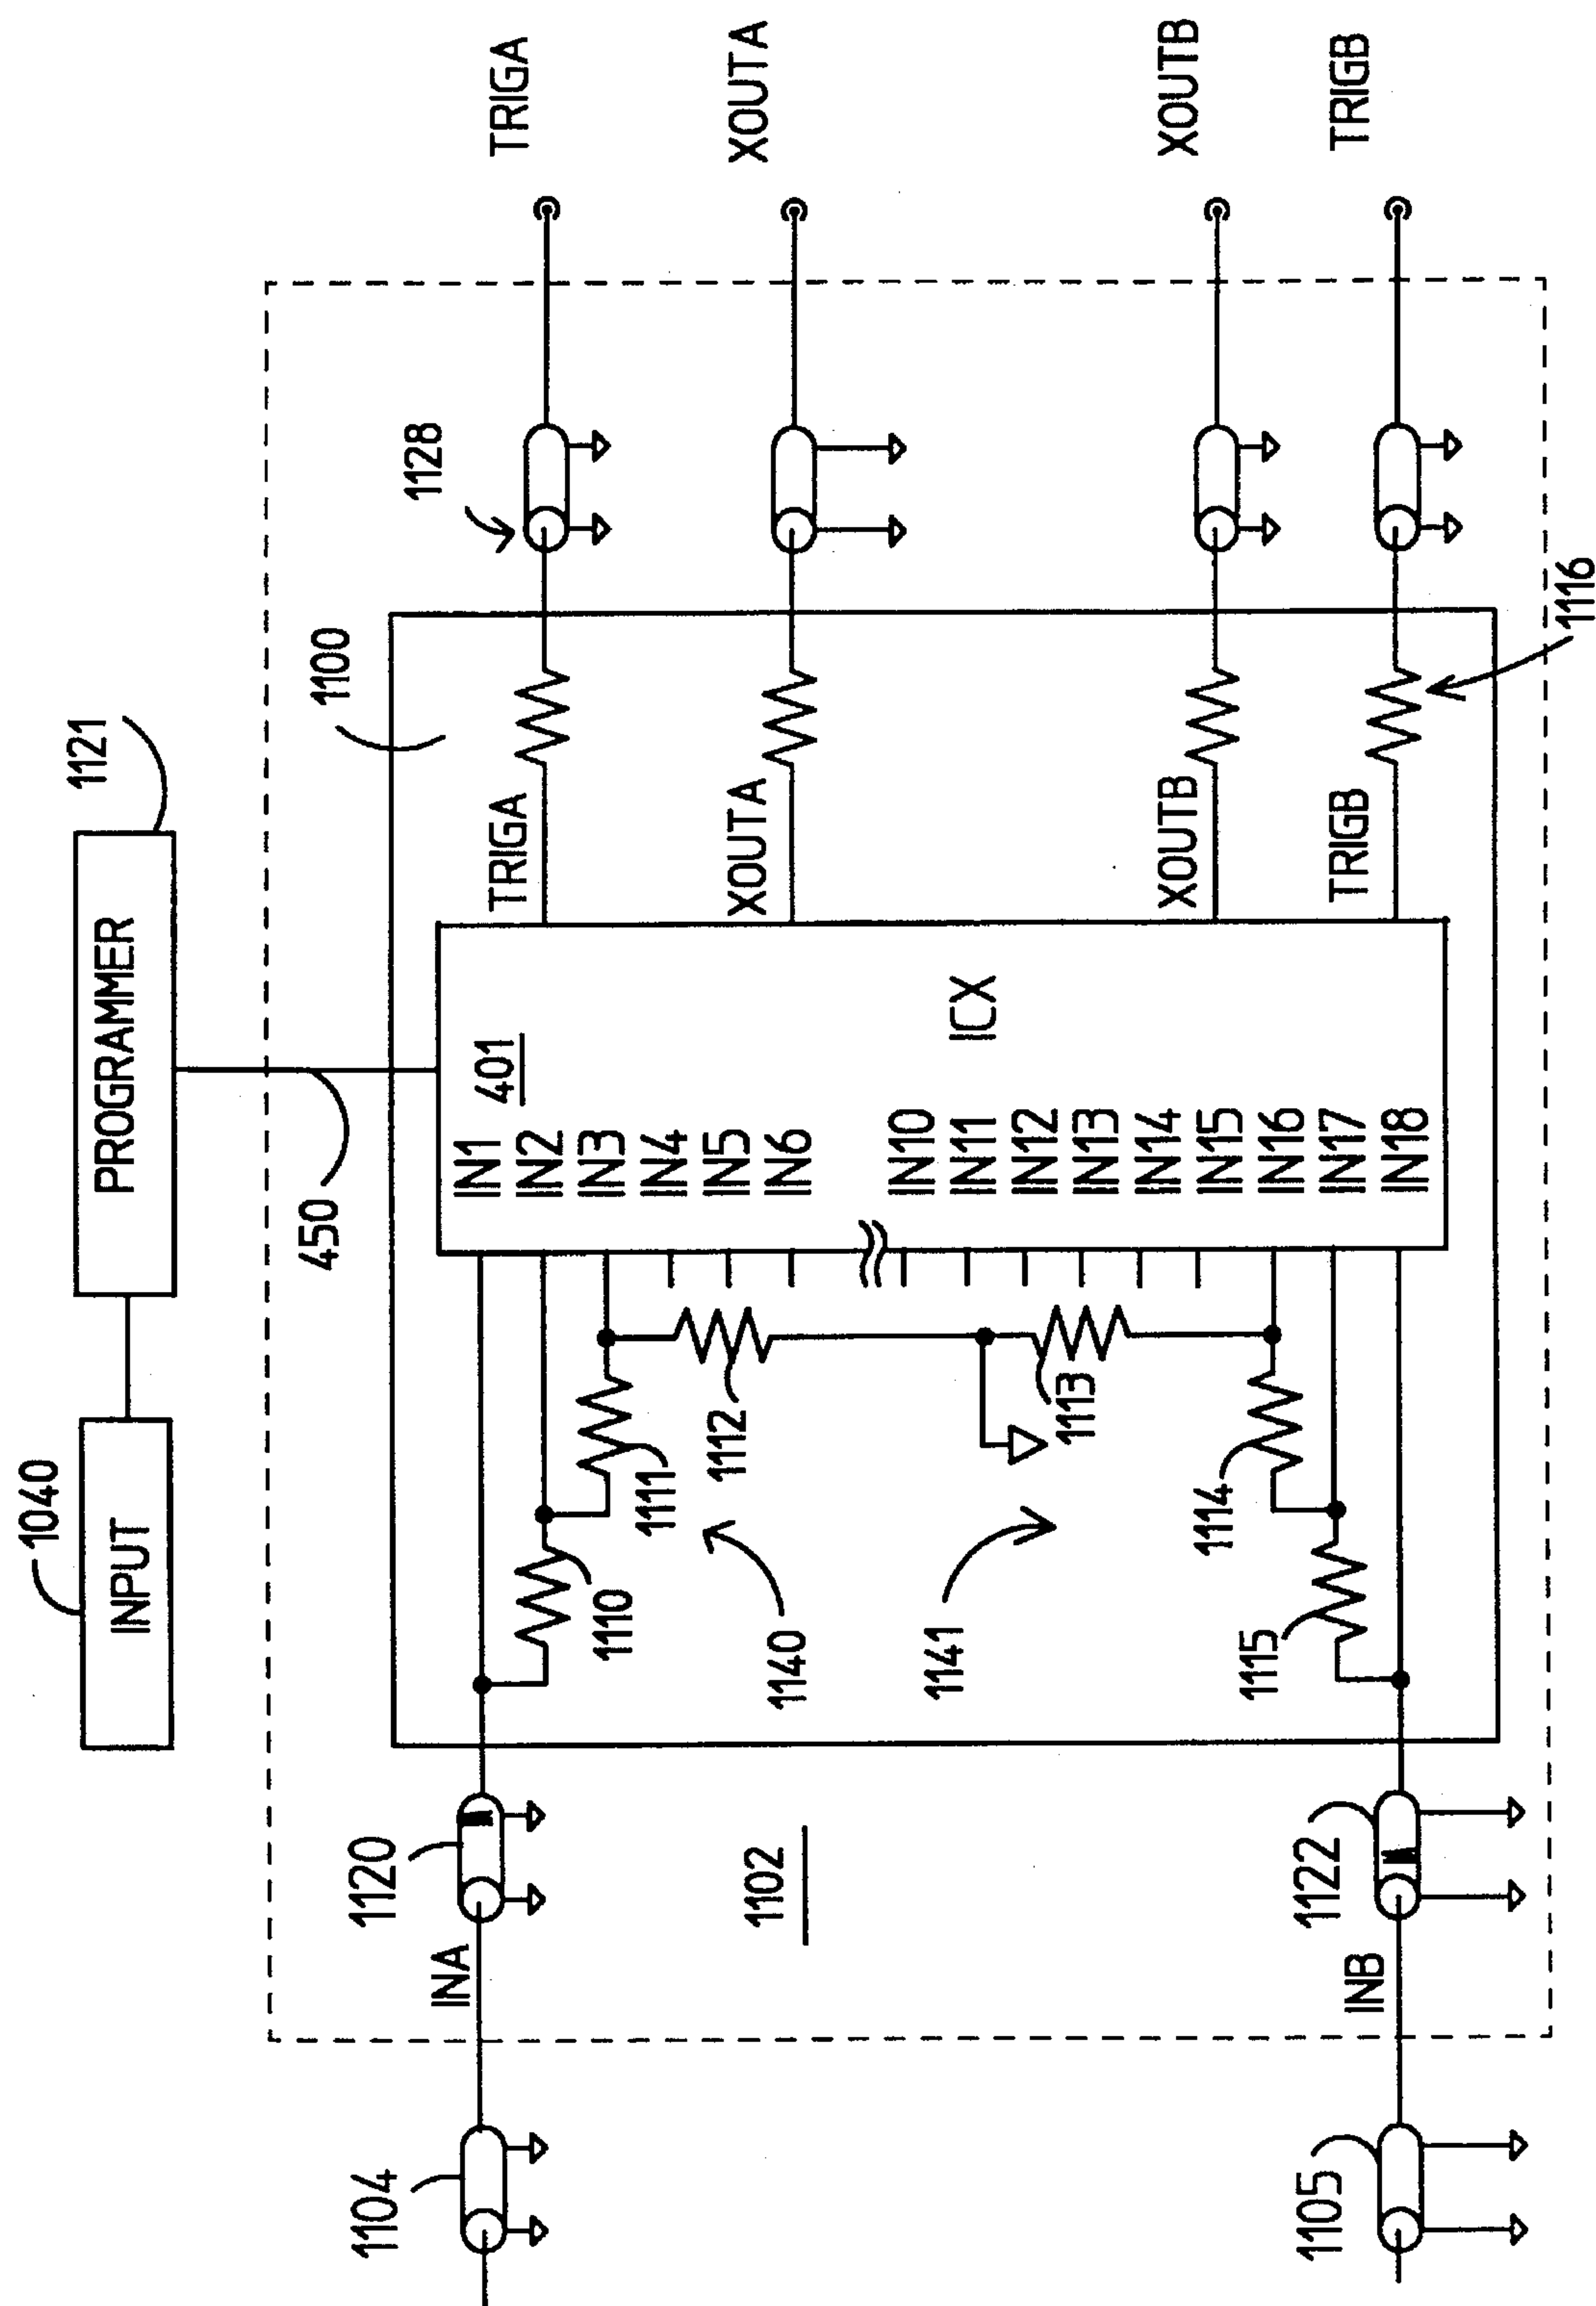 1040
INPUT
PROGRAMMER
1121
450
1100
1128
TRIGA
XOUTA
XOUTB
TRIGB
TRIGA
XOUTA
XOUTB
TRIGB
1116
401
ICX
IN1
IN2
IN3
IN4
IN5
IN6
IN10
IN11
IN12
IN13
IN14
IN15
IN16
IN17
IN18
1110
1111
1112
1113
1114
1115
1140
1141
1104
INA
1120
1102
1105
INB
1122